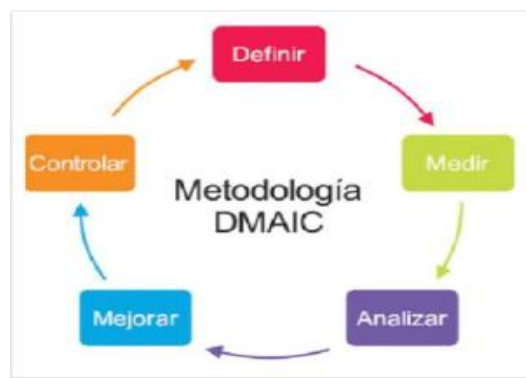 Definir
Controlar
Medir
Metodología
DMAIC
Mejorar
Analizar